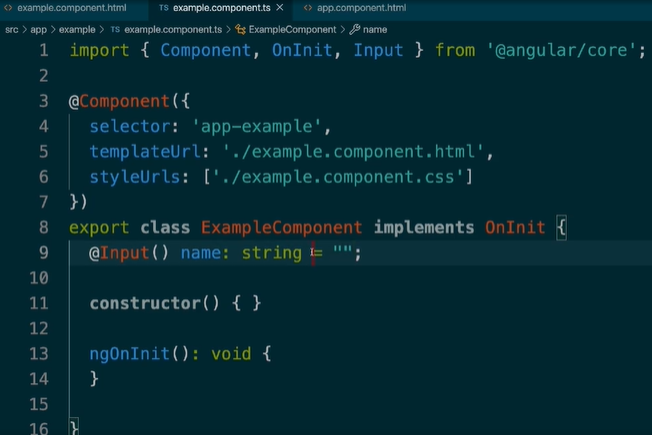 example.component.html TS example.component.ts × app.component.html
src > app > example > TS example.component.ts > ExampleComponent > name
1 import { Component, OnInit, Input } from '@angular/core';
2
3 @Component({
4 selector: 'app-example',
5 templateUrl: './example.component.html',
6 styleUrls: ['./example.component.css']
7 })
8 export class ExampleComponent implements OnInit {
9 @Input() name: string = "";
10
11 constructor() { }
12
13 ngOnInit(): void {
14 }
15
16 }